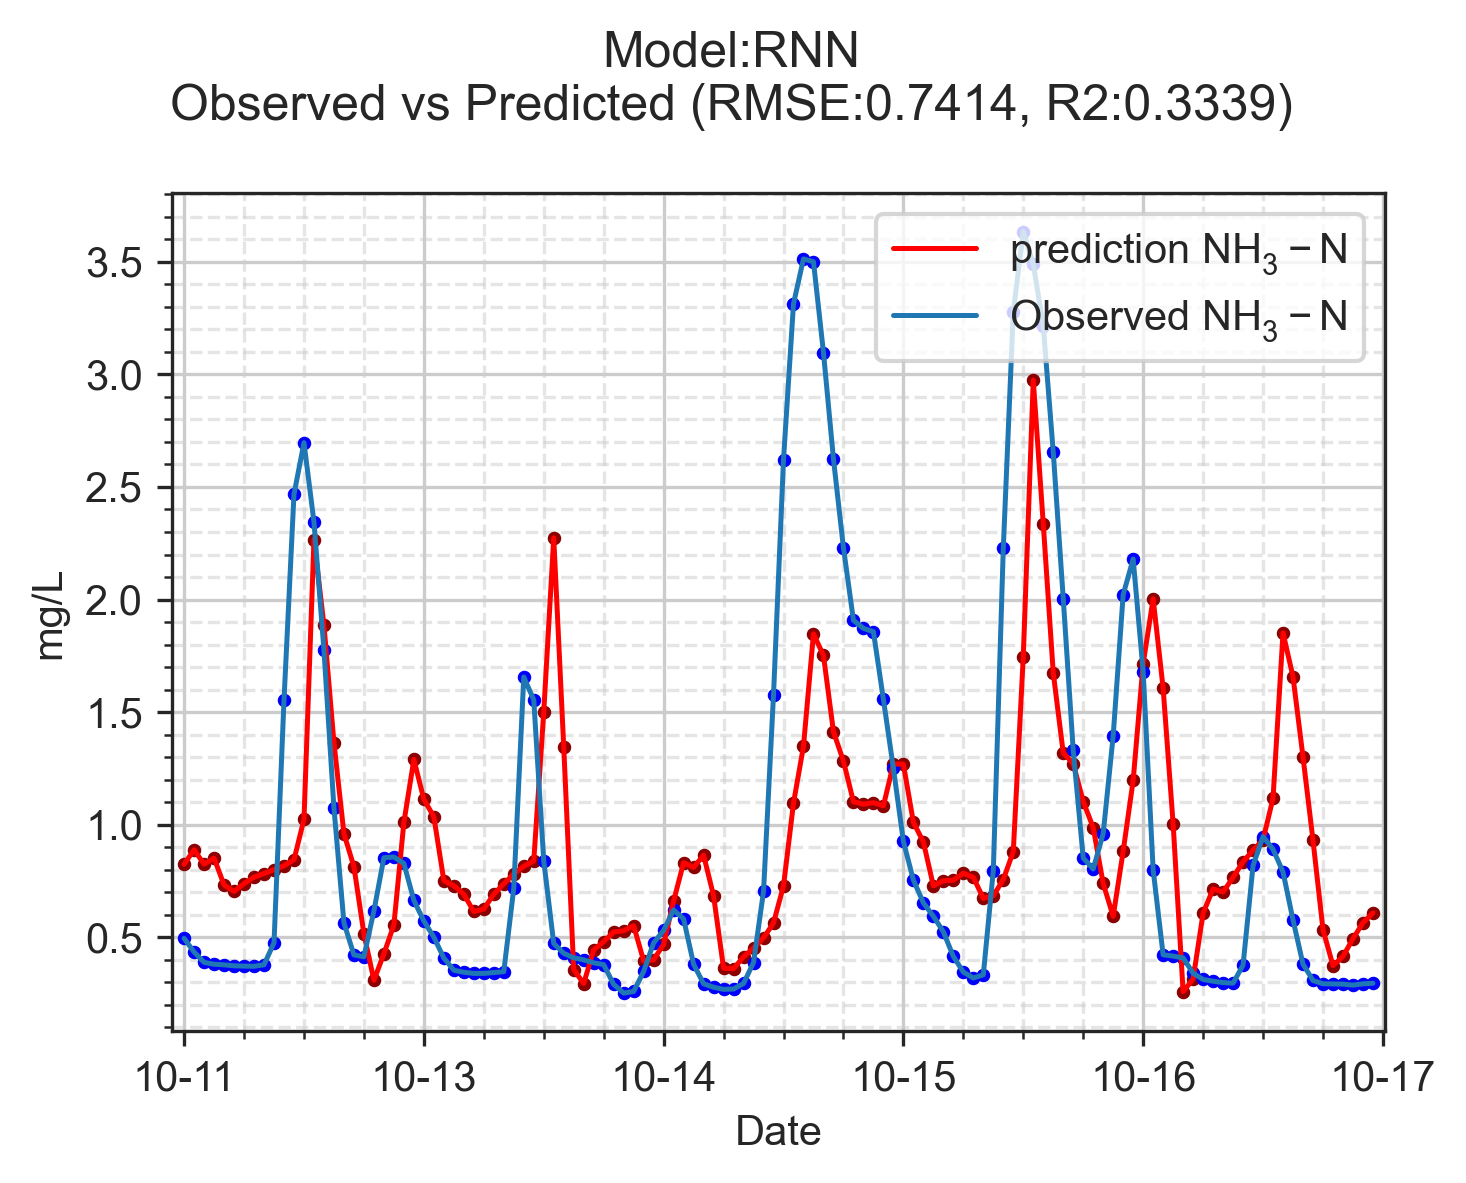 Model:RNN
Observed vs Predicted (RMSE:0.7414, R2:0.3339)
prediction NH₃ − N
Observed NH₃ − N
3.5
3.0
2.5
2.0
1.5
1.0
0.5
mg/L
10-11 10-13 10-14 10-15 10-16 10-17
Date